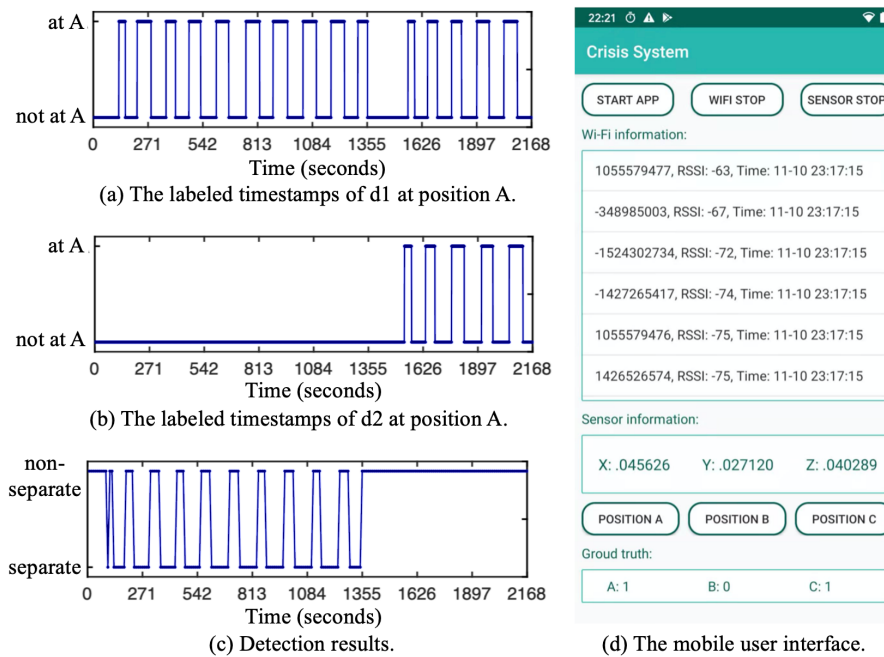 at A
not at A
0 271 542 813 1084 1355 1626 1897 2168
Time (seconds)
(a) The labeled timestamps of d1 at position A.
at A
not at A
0 271 542 813 1084 1355 1626 1897 2168
Time (seconds)
(b) The labeled timestamps of d2 at position A.
non-
separate
separate
0 271 542 813 1084 1355 1626 1897 2168
Time (seconds)
(c) Detection results.
22:21
Crisis System
START APP WIFI STOP SENSOR STOP
Wi-Fi information:
1055579477, RSSI: -63, Time: 11-10 23:17:15
-348985003, RSSI: -67, Time: 11-10 23:17:15
-1524302734, RSSI: -72, Time: 11-10 23:17:15
-1427265417, RSSI: -74, Time: 11-10 23:17:15
1055579476, RSSI: -75, Time: 11-10 23:17:15
1426526574, RSSI: -75, Time: 11-10 23:17:15
Sensor information:
X: .045626 Y: .027120 Z: .040289
POSITION A POSITION B POSITION C
Groud truth:
A: 1 B: 0 C: 1
(d) The mobile user interface.